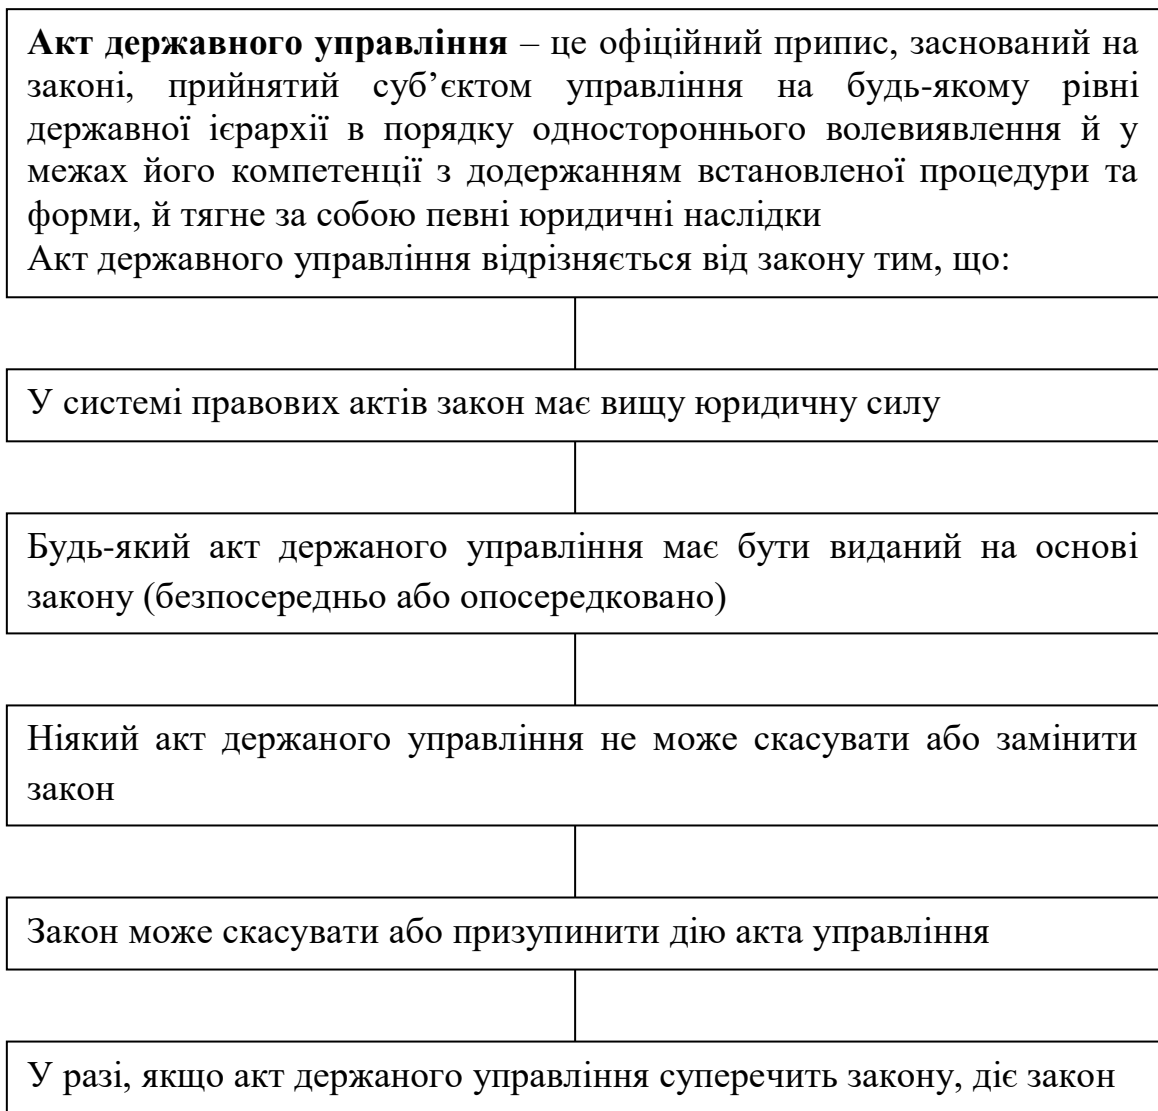 Акт державного управління – це офіційний припис, заснований на
законі, прийнятий суб’єктом управління на будь-якому рівні
державної ієрархії в порядку одностороннього волевиявлення й у
межах його компетенції з додержанням встановленої процедури та
форми, й тягне за собою певні юридичні наслідки
Акт державного управління відрізняється від закону тим, що:
У системі правових актів закон має вищу юридичну силу
Будь-який акт держаного управління має бути виданий на основі
закону (безпосередньо або опосередковано)
Ніякий акт держаного управління не може скасувати або замінити
закон
Закон може скасувати або призупинити дію акта управління
У разі, якщо акт держаного управління суперечить закону, діє закон